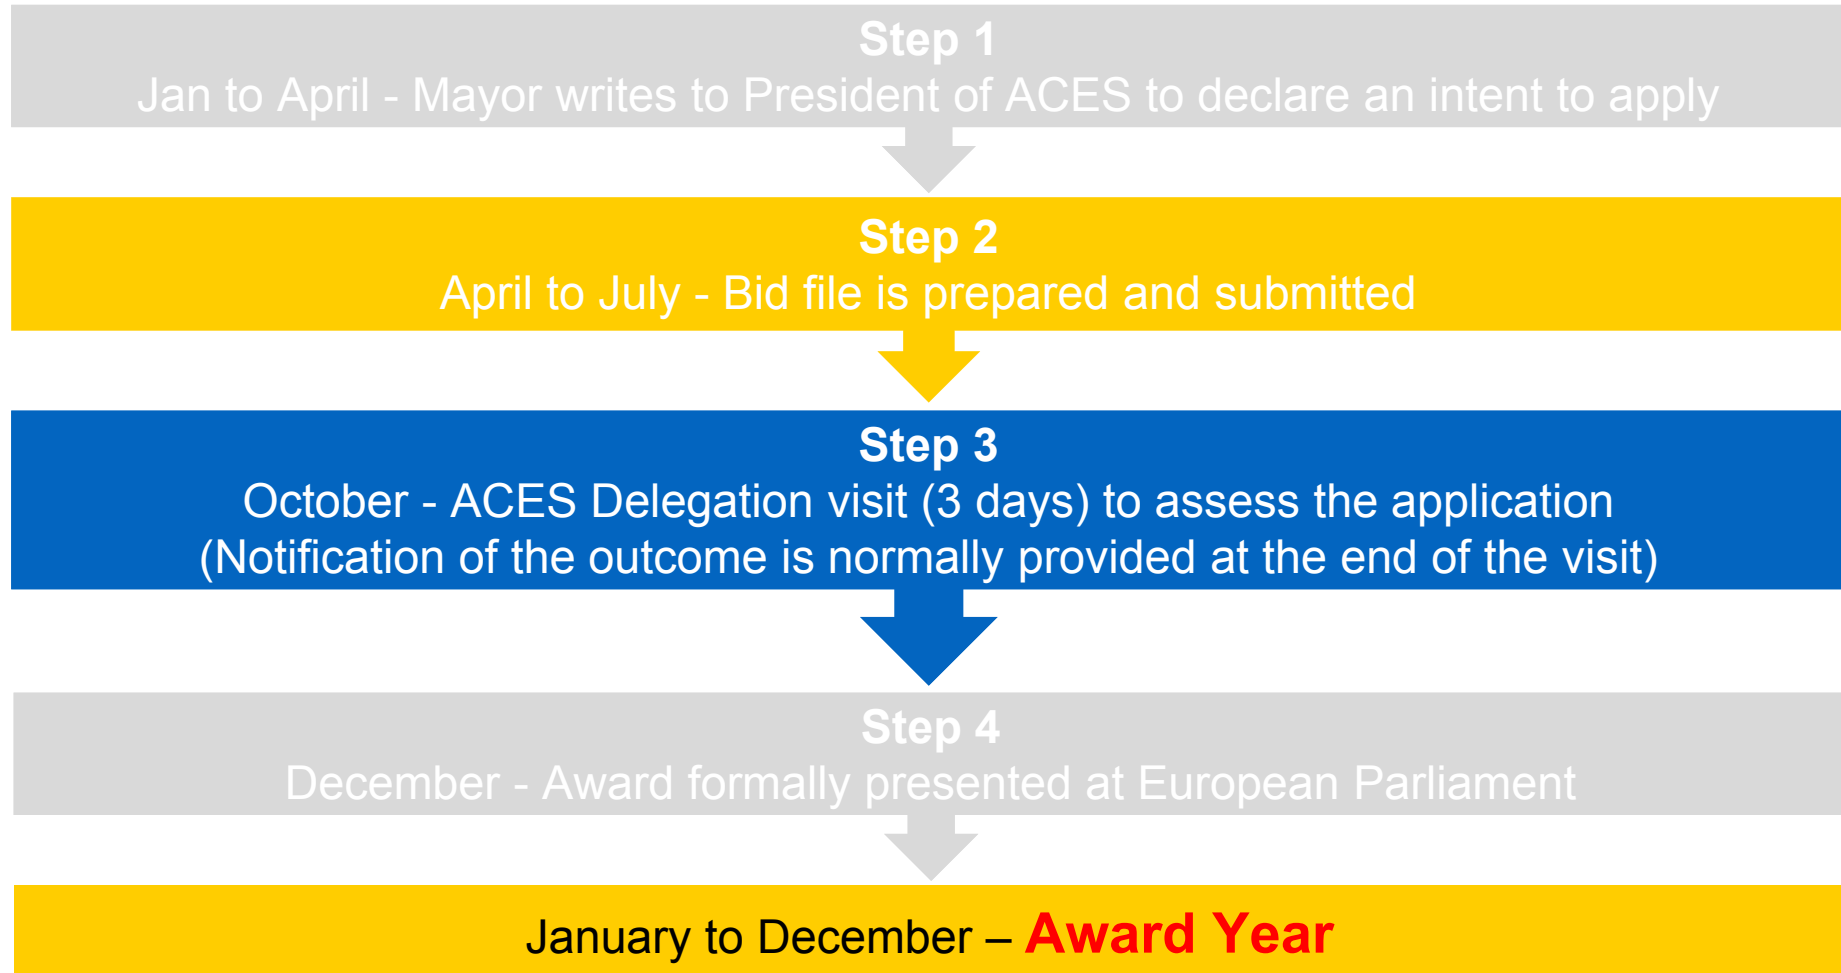 Step 1
Jan to April - Mayor writes to President of ACES to declare an intent to apply
Step 2
April to July - Bid file is prepared and submitted
Step 3
October - ACES Delegation visit (3 days) to assess the application
(Notification of the outcome is normally provided at the end of the visit)
Step 4
December - Award formally presented at European Parliament
January to December – Award Year